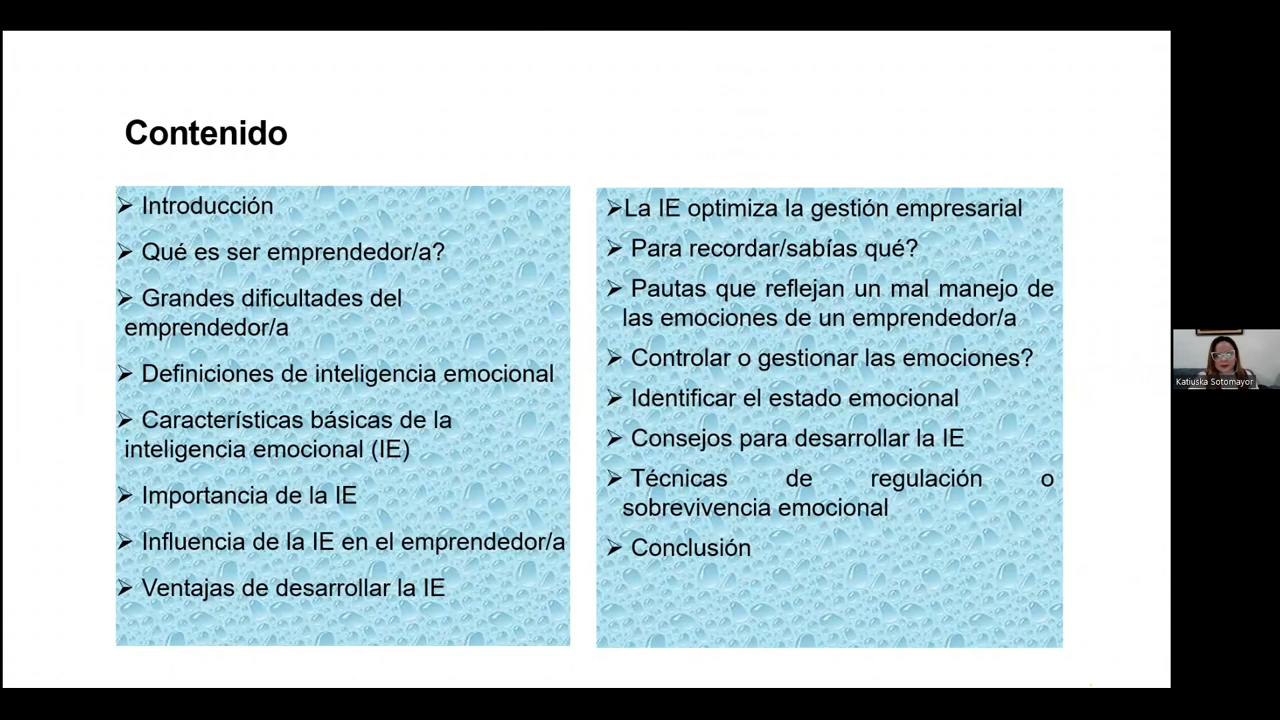 Contenido
➢ Introducción
➢ Qué es ser emprendedor/a?
➢ Grandes dificultades del
emprendedor/a
➢ Definiciones de inteligencia emocional
➢ Características básicas de la
inteligencia emocional (IE)
➢ Importancia de la IE
➢ Influencia de la IE en el emprendedor/a
➢ Ventajas de desarrollar la IE
➢La IE optimiza la gestión empresarial
➢ Para recordar/sabías qué?
➢ Pautas que reflejan un mal manejo de
las emociones de un emprendedor/a
➢ Controlar o gestionar las emociones?
➢ Identificar el estado emocional
➢ Consejos para desarrollar la IE
➢ Técnicas de regulación o
sobrevivencia emocional
➢ Conclusión
Katiuska Sotomayor